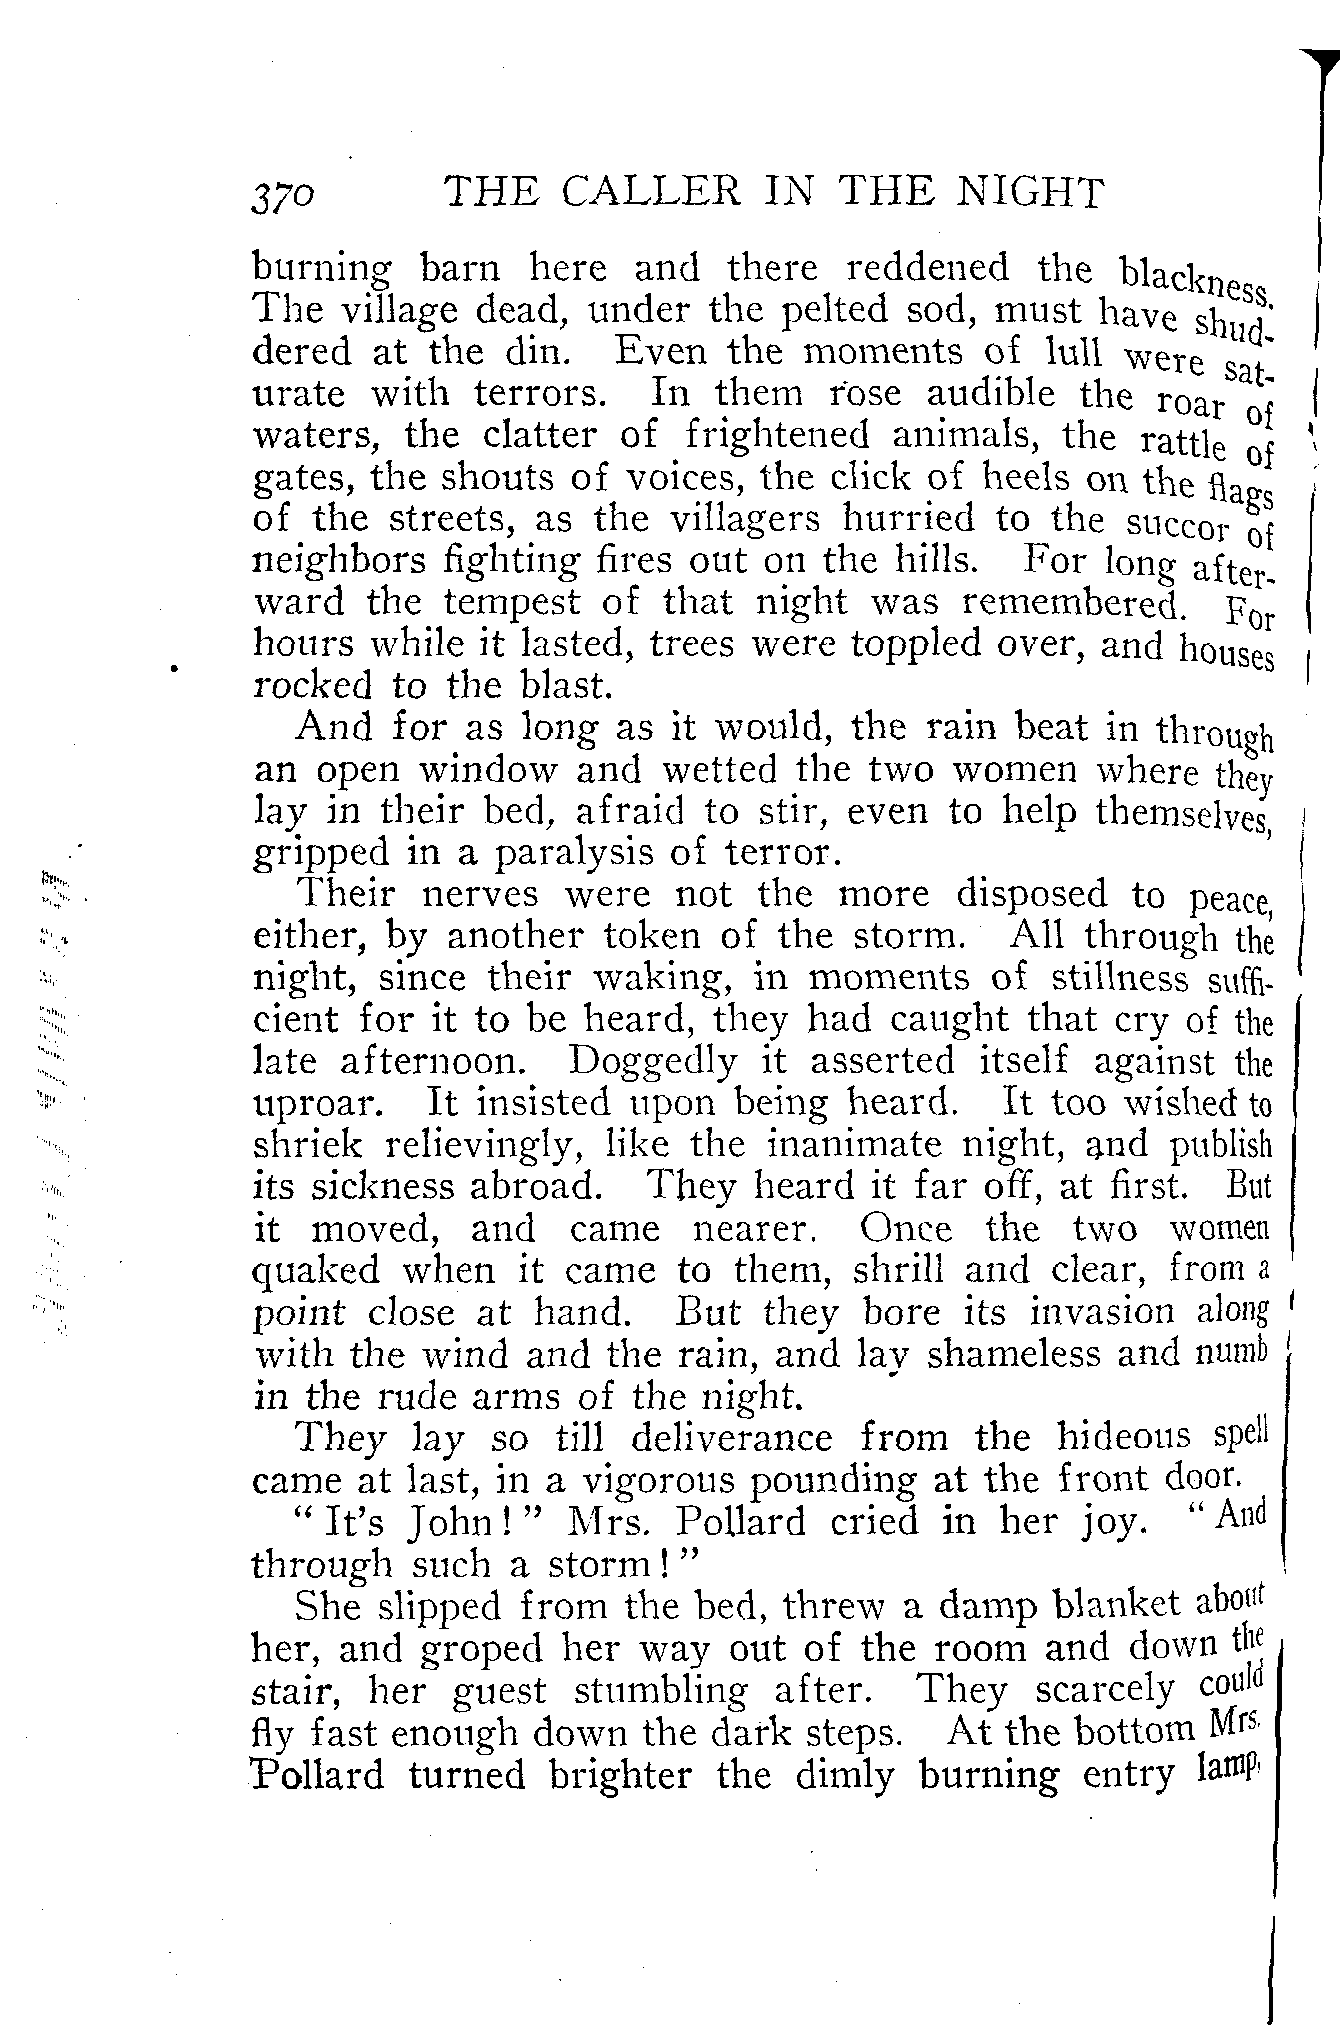 370 THE CALLER IN THE NIGHT
burning barn here and there reddened the blackness.
The village dead, under the pelted sod, must have shud-
dered at the din. Even the moments of lull were sat-
urate with terrors. In them rose audible the roar of
waters, the clatter of frightened animals, the rattle of
gates, the shouts of voices, the click of heels on the flags
of the streets, as the villagers hurried to the succor of
neighbors fighting fires out on the hills. For long after-
ward the tempest of that night was remembered. For
hours while it lasted, trees were toppled over, and houses
rocked to the blast.
And for as long as it would, the rain beat in through
an open window and wetted the two women where they
lay in their bed, afraid to stir, even to help themselves,
gripped in a paralysis of terror.
Their nerves were not the more disposed to peace,
either, by another token of the storm. All through the
night, since their waking, in moments of stillness suffi-
cient for it to be heard, they had caught that cry of the
late afternoon. Doggedly it asserted itself against the
uproar. It insisted upon being heard. It too wished to
shriek relievingly, like the inanimate night, and publish
its sickness abroad. They heard it far off, at first. But
it moved, and came nearer. Once the two women
quaked when it came to them, shrill and clear, from a
point close at hand. But they bore its invasion along
with the wind and the rain, and lay shameless and numb
in the rude arms of the night.
They lay so till deliverance from the hideous spell
came at last, in a vigorous pounding at the front door.
"It's John!" Mrs. Pollard cried in her joy. "And
through such a storm!"
She slipped from the bed, threw a damp blanket about
her, and groped her way out of the room and down the
stair, her guest stumbling after. They scarcely could
fly fast enough down the dark steps. At the bottom Mrs.
Pollard turned brighter the dimly burning entry lamp,